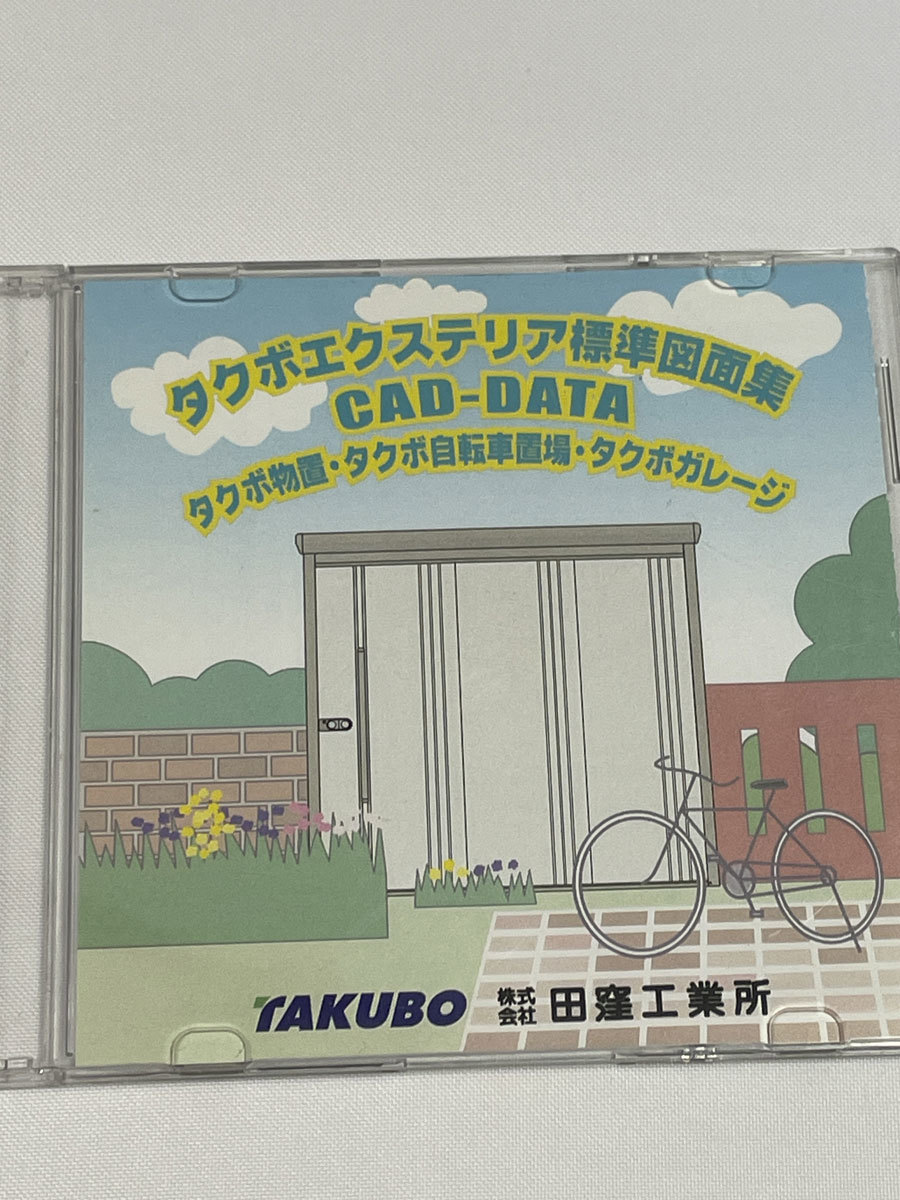 タクボエクステリア標準図面集
CAD-DATA
タクボ物置・タクボ自転車置場・タクボガレージ
TAKUBO 株式会社 田窪工業所